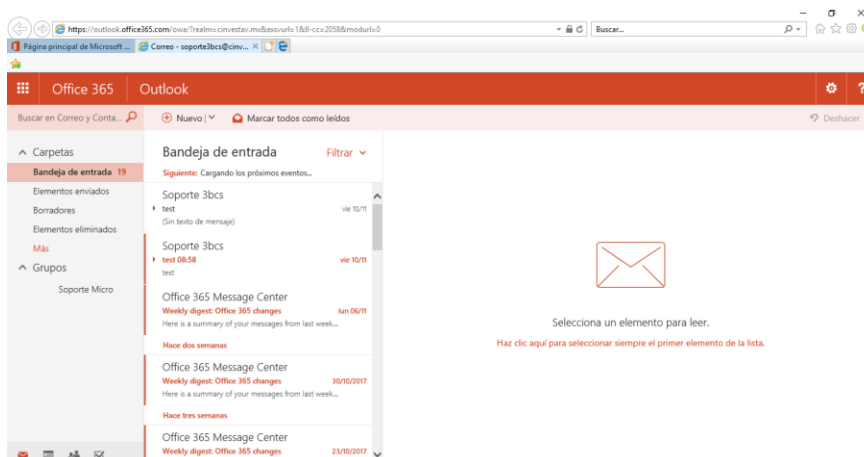 https://outlook.office365.com/owa/?realm=cinvestav.mx&exsvurl=1&ll-cc=2058&modurl=0
Buscar...
Página principal de Microsoft ...
Correo - soporte3bcs@cinv...
Office 365
Outlook
?
Buscar en Correo y Conta...
Nuevo
Marcar todos como leídos
Deshacer
Carpetas
Bandeja de entrada 19
Elementos enviados
Borradores
Elementos eliminados
Más
Grupos
Soporte Micro
Bandeja de entrada
Filtrar
Siguiente: Cargando los próximos eventos...
Soporte 3bcs
test vie 10/11
(Sin texto de mensaje)
Soporte 3bcs
test 08:58 vie 10/11
test
Office 365 Message Center
Weekly digest: Office 365 changes lun 06/11
Here is a summary of your messages from last week...
Hace dos semanas
Office 365 Message Center
Weekly digest: Office 365 changes 30/10/2017
Here is a summary of your messages from last week...
Hace tres semanas
Office 365 Message Center
Weekly digest: Office 365 changes 23/10/2017
Selecciona un elemento para leer.
Haz clic aquí para seleccionar siempre el primer elemento de la lista.